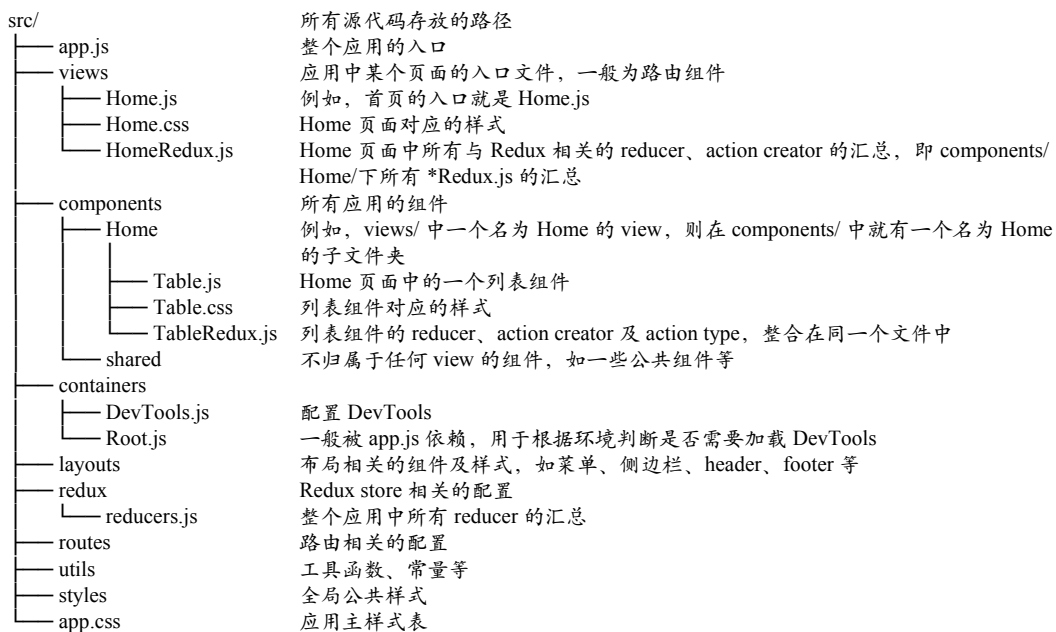 src/ 所有源代码存放的路径
├── app.js 整个应用的入口
├── views 应用中某个页面的入口文件，一般为路由组件
│   ├── Home.js 例如，首页的入口就是 Home.js
│   ├── Home.css Home 页面对应的样式
│   └── HomeRedux.js Home 页面中所有与 Redux 相关的 reducer、action creator 的汇总，即 components/
Home/下所有 *Redux.js 的汇总
├── components 所有应用的组件
│   ├── Home 例如，views/ 中一个名为 Home 的 view，则在 components/ 中就有一个名为 Home
的子文件夹
│   │   ├── Table.js Home 页面中的一个列表组件
│   │   ├── Table.css 列表组件对应的样式
│   │   └── TableRedux.js 列表组件的 reducer、action creator 及 action type，整合在同一个文件中
│   └── shared 不归属于任何 view 的组件，如一些公共组件等
├── containers
│   ├── DevTools.js 配置 DevTools
│   └── Root.js 一般被 app.js 依赖，用于根据环境判断是否需要加载 DevTools
├── layouts 布局相关的组件及样式，如菜单、侧边栏、header、footer 等
├── redux Redux store 相关的配置
│   └── reducers.js 整个应用中所有 reducer 的汇总
├── routes 路由相关的配置
├── utils 工具函数、常量等
├── styles 全局公共样式
└── app.css 应用主样式表